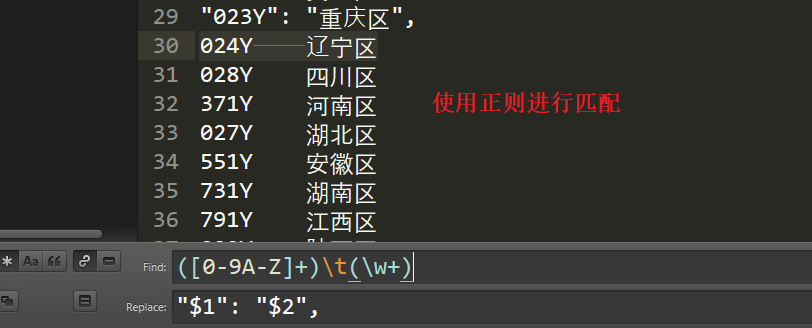 29 "023Y": "重庆区",
30 024Y 辽宁区
31 028Y 四川区
32 371Y 河南区
使用正则进行匹配
33 027Y 湖北区
34 551Y 安徽区
35 731Y 湖南区
36 791Y 江西区
Aa
Find: ([0-9A-Z]+)\t(\w+)
Replace: "$1": "$2",